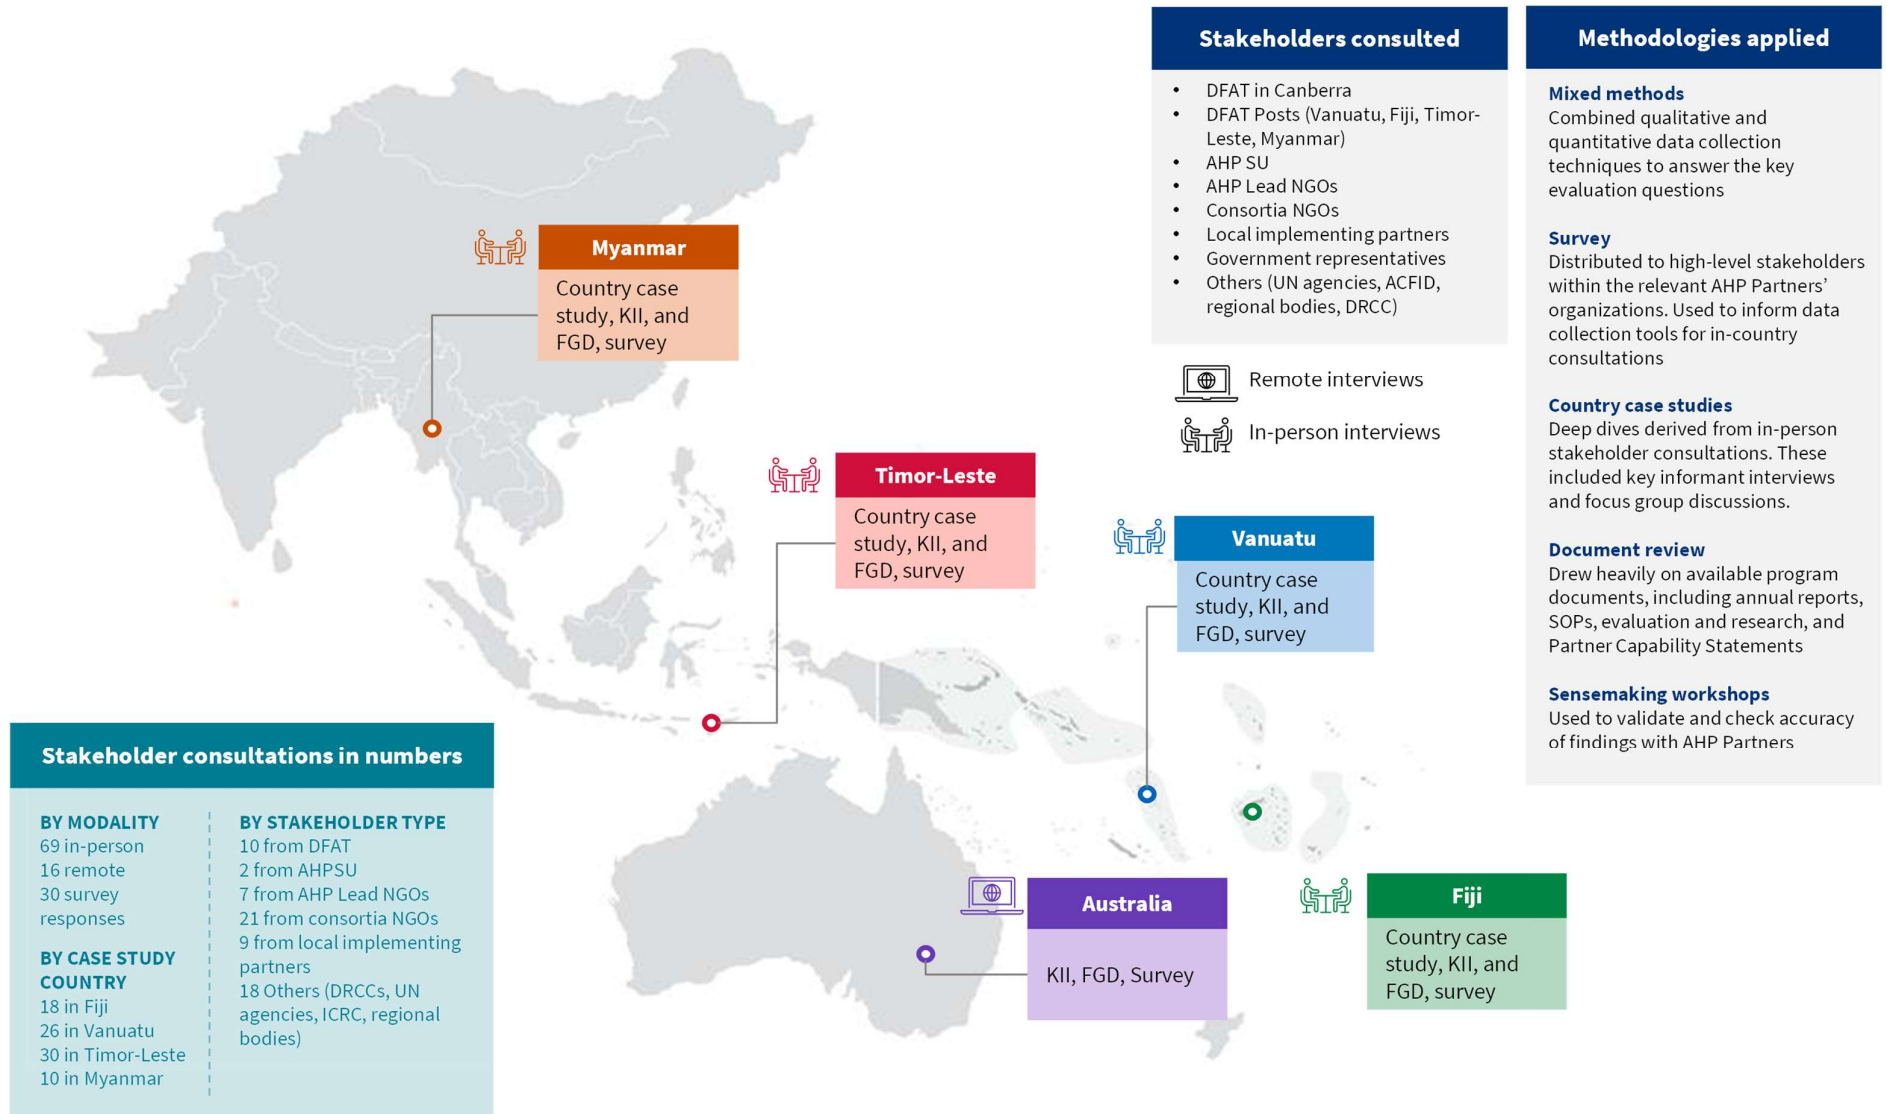 Stakeholders consulted
• DFAT in Canberra
• DFAT Posts (Vanuatu, Fiji, Timor-
Leste, Myanmar)
• AHP SU
• AHP Lead NGOs
• Consortia NGOs
• Local implementing partners
• Government representatives
• Others (UN agencies, ACFID,
regional bodies, DRCC)
Remote interviews
In-person interviews
Methodologies applied
Mixed methods
Combined qualitative and
quantitative data collection
techniques to answer the key
evaluation questions
Survey
Distributed to high-level stakeholders
within the relevant AHP Partners’
organizations. Used to inform data
collection tools for in-country
consultations
Country case studies
Deep dives derived from in-person
stakeholder consultations. These
included key informant interviews
and focus group discussions.
Document review
Drew heavily on available program
documents, including annual reports,
SOPs, evaluation and research, and
Partner Capability Statements
Sensemaking workshops
Used to validate and check accuracy
of findings with AHP Partners
Myanmar
Country case
study, KII, and
FGD, survey
Timor-Leste
Country case
study, KII, and
FGD, survey
Vanuatu
Country case
study, KII, and
FGD, survey
Australia
KII, FGD, Survey
Fiji
Country case
study, KII, and
FGD, survey
Stakeholder consultations in numbers
BY MODALITY
69 in-person
16 remote
30 survey
responses
BY CASE STUDY
COUNTRY
18 in Fiji
26 in Vanuatu
30 in Timor-Leste
10 in Myanmar
BY STAKEHOLDER TYPE
10 from DFAT
2 from AHPSU
7 from AHP Lead NGOs
21 from consortia NGOs
9 from local implementing
partners
18 Others (DRCCs, UN
agencies, ICRC, regional
bodies)